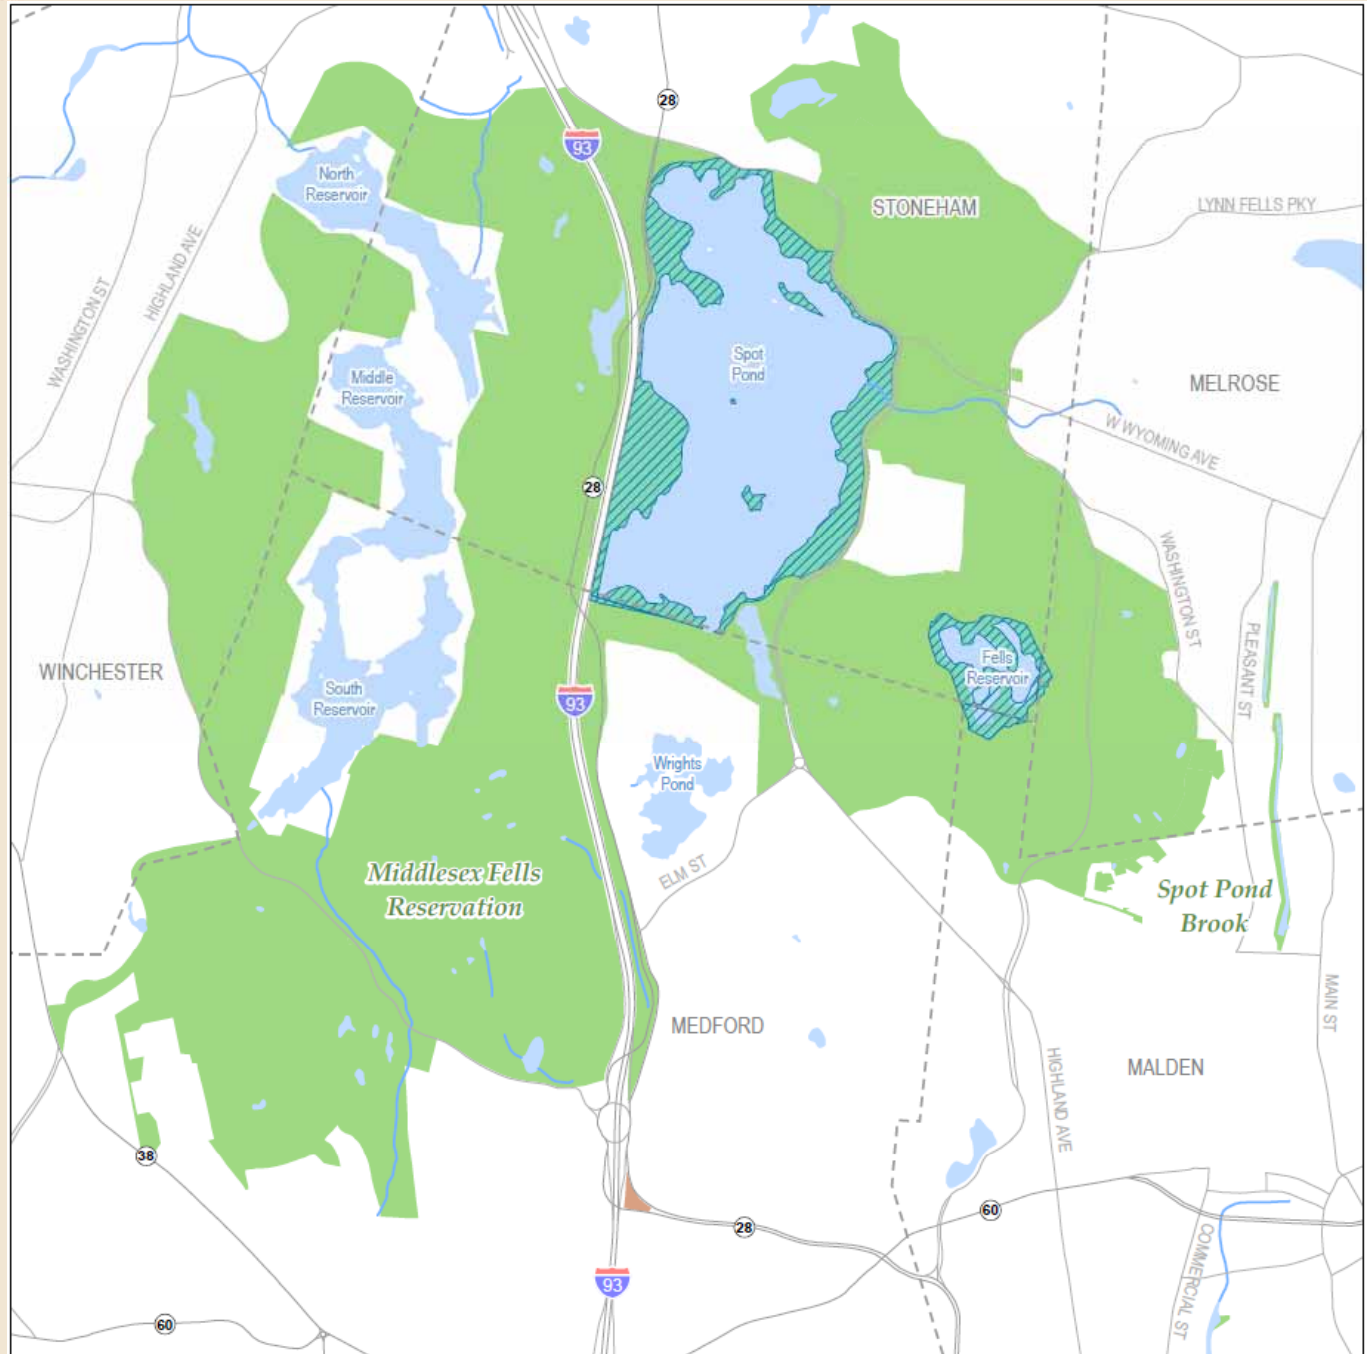 28
93
North
Reservoir
STONEHAM
LYNN FELLS PKY
HIGHLAND AVE
WASHINGTON ST
Spot
Pond
Middle
Reservoir
MELROSE
W WYOMING AVE
28
WASHINGTON ST
PLEASANT ST
WINCHESTER
Fells
Reservoir
South
Reservoir
93
Wrights
Pond
ELM ST
Middlesex Fells
Reservation
Spot Pond
Brook
MAIN ST
MEDFORD
HIGHLAND AVE
MALDEN
38
60
28
COMMERCIAL ST
93
60